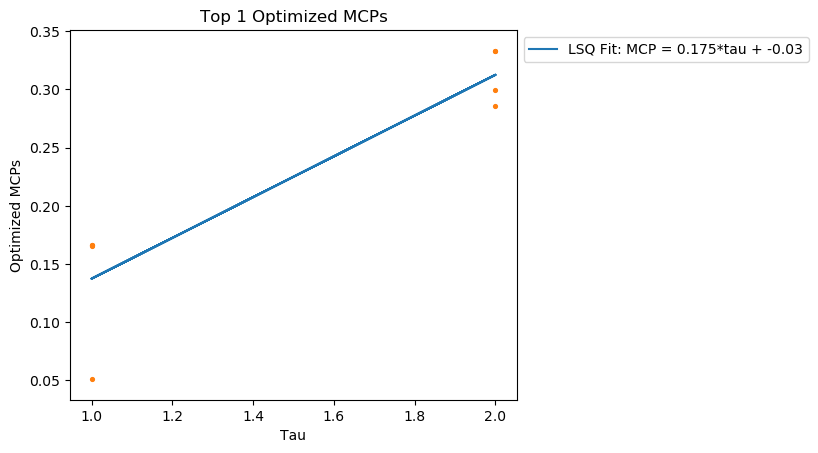 Top 1 Optimized MCPs
LSQ Fit: MCP = 0.175*tau + -0.03
Optimized MCPs
0.35
0.30
0.25
0.20
0.15
0.10
0.05
1.0 1.2 1.4 1.6 1.8 2.0
Tau